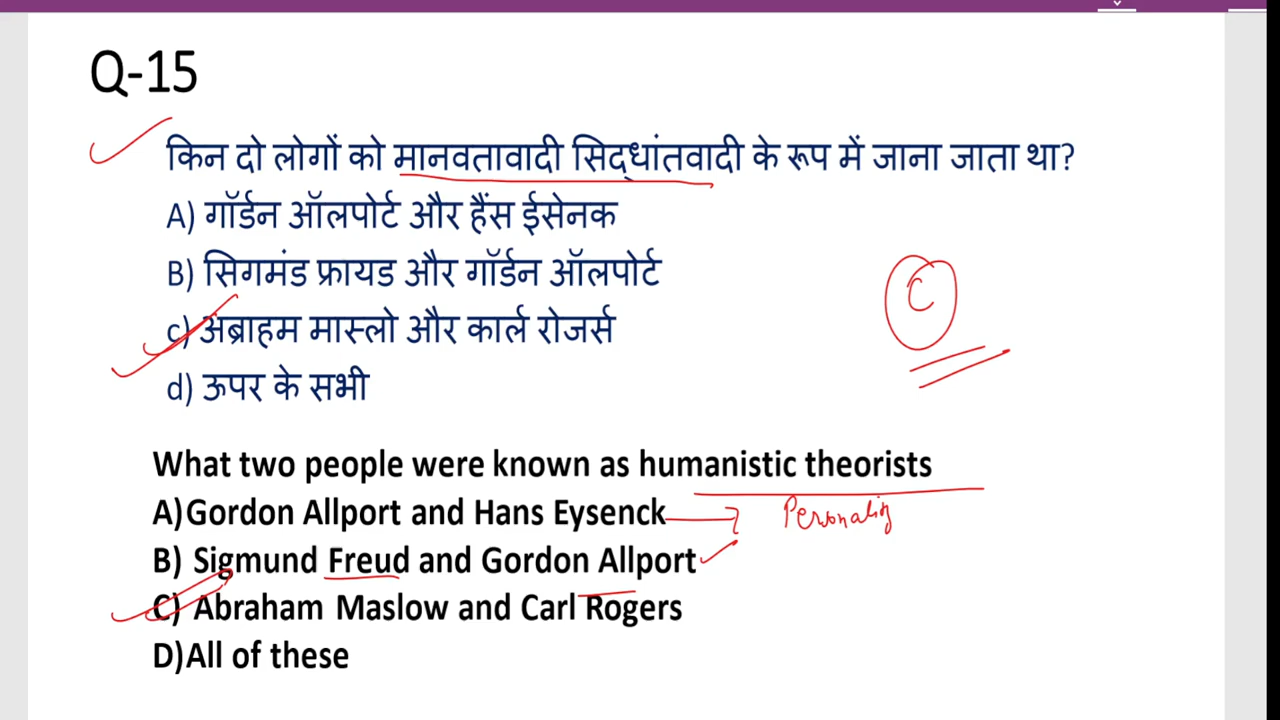 Q-15
किन दो लोगों को मानवतावादी सिद्धांतवादी के रूप में जाना जाता था?
A) गॉर्डन ऑलपोर्ट और हैंस ईसेनक
B) सिगमंड फ्रायड और गॉर्डन ऑलपोर्ट
C
c) अब्राहम मास्लो और कार्ल रोजर्स
d) ऊपर के सभी
What two people were known as humanistic theorists
A)Gordon Allport and Hans Eysenck
Personality
B) Sigmund Freud and Gordon Allport
C) Abraham Maslow and Carl Rogers
D)All of these